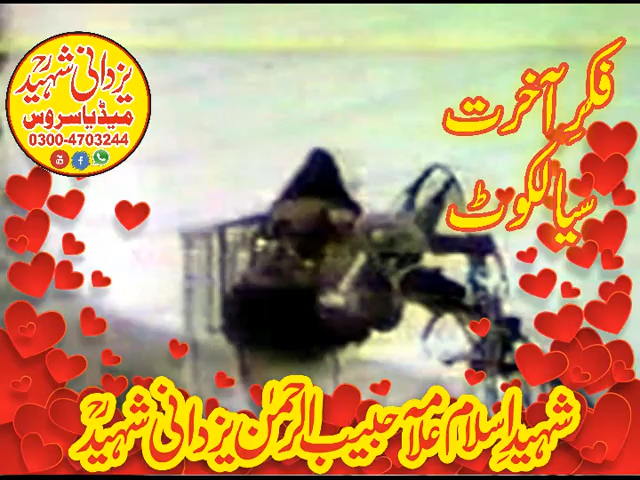 یزدانی شہیدؒ
میڈیا سروس
0300-4703244
فکرِ آخرت
سیالکوٹ
شہیدِ اسلام علامہ حبیب الرحمٰن یزدانی شہیدؒ